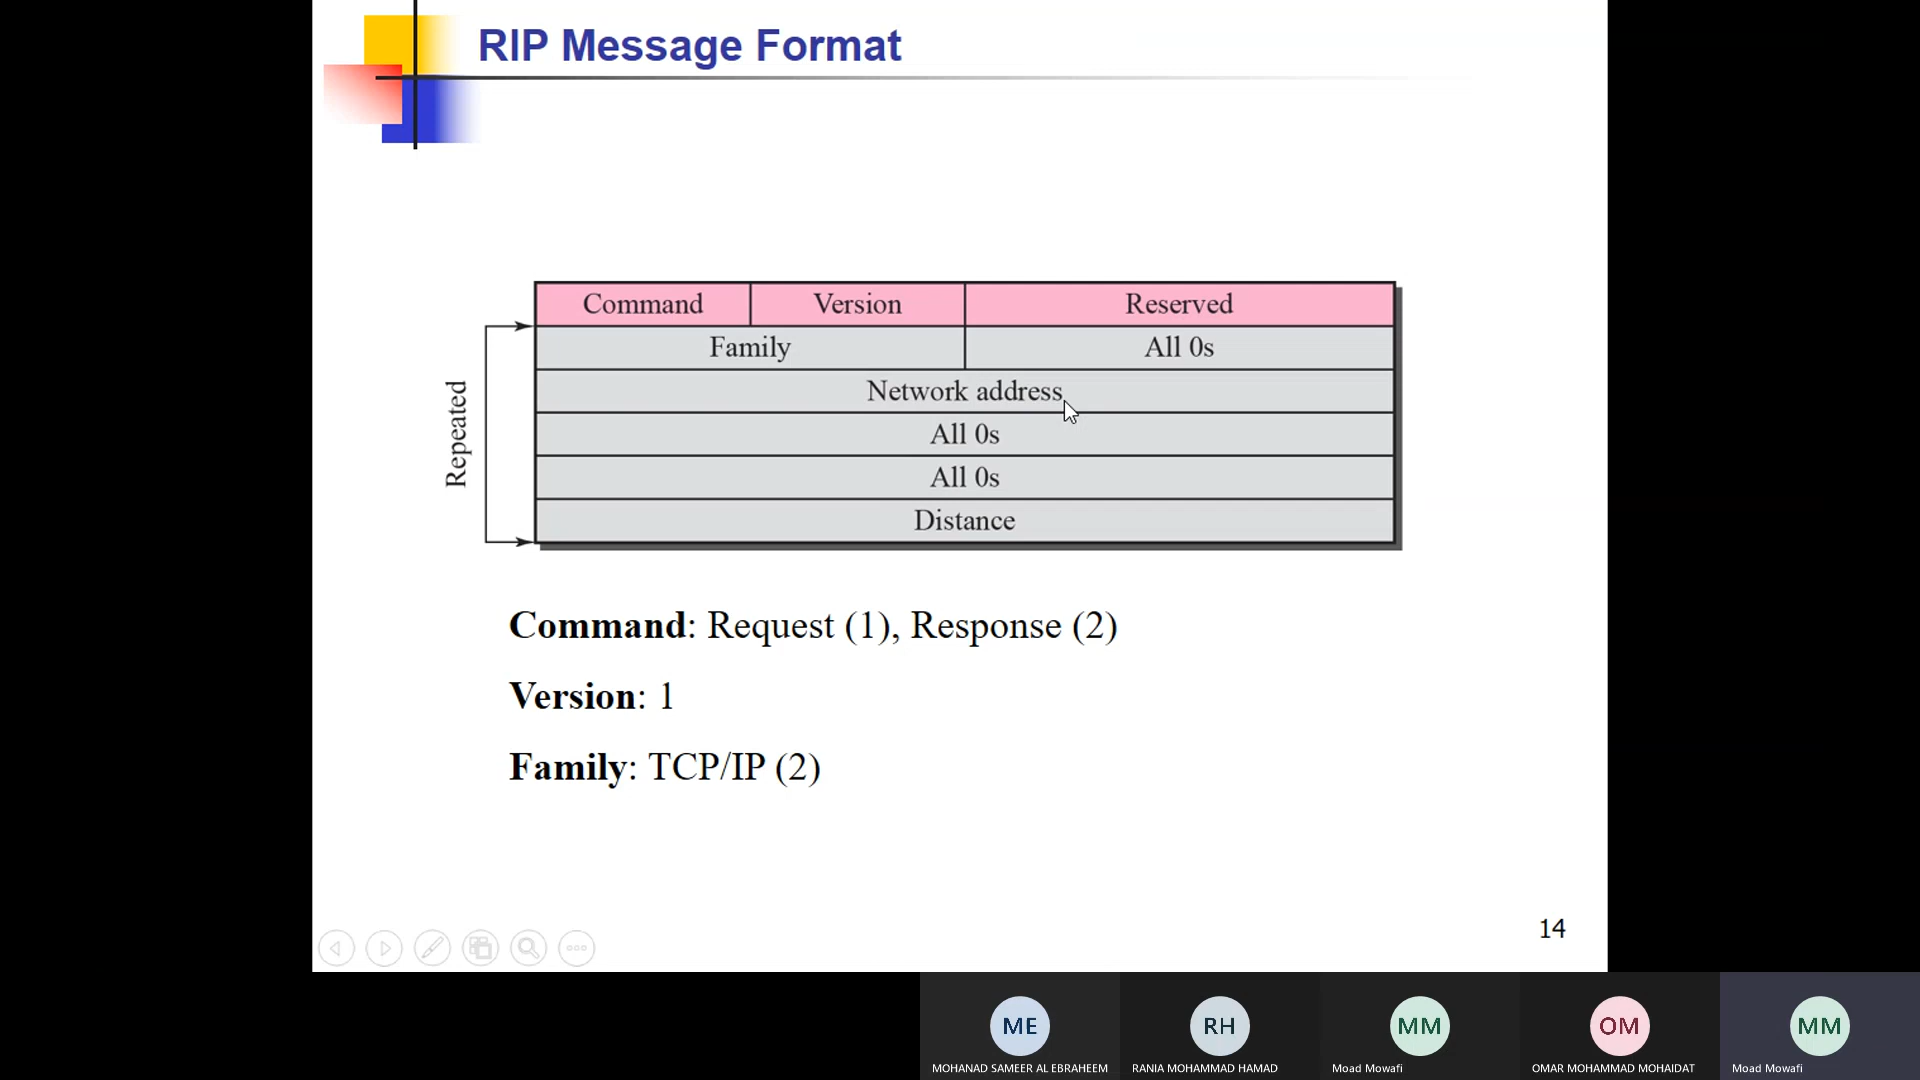 RIP Message Format
Command Version Reserved
Family All 0s
Network address
All 0s
All 0s
Distance
Repeated
Command: Request (1), Response (2)
Version: 1
Family: TCP/IP (2)
14
ME RH MM OM MM
MOHANAD SAMEER AL EBRAHEEM RANIA MOHAMMAD HAMAD Moad Mowafi OMAR MOHAMMAD MOHAIDAT Moad Mowafi